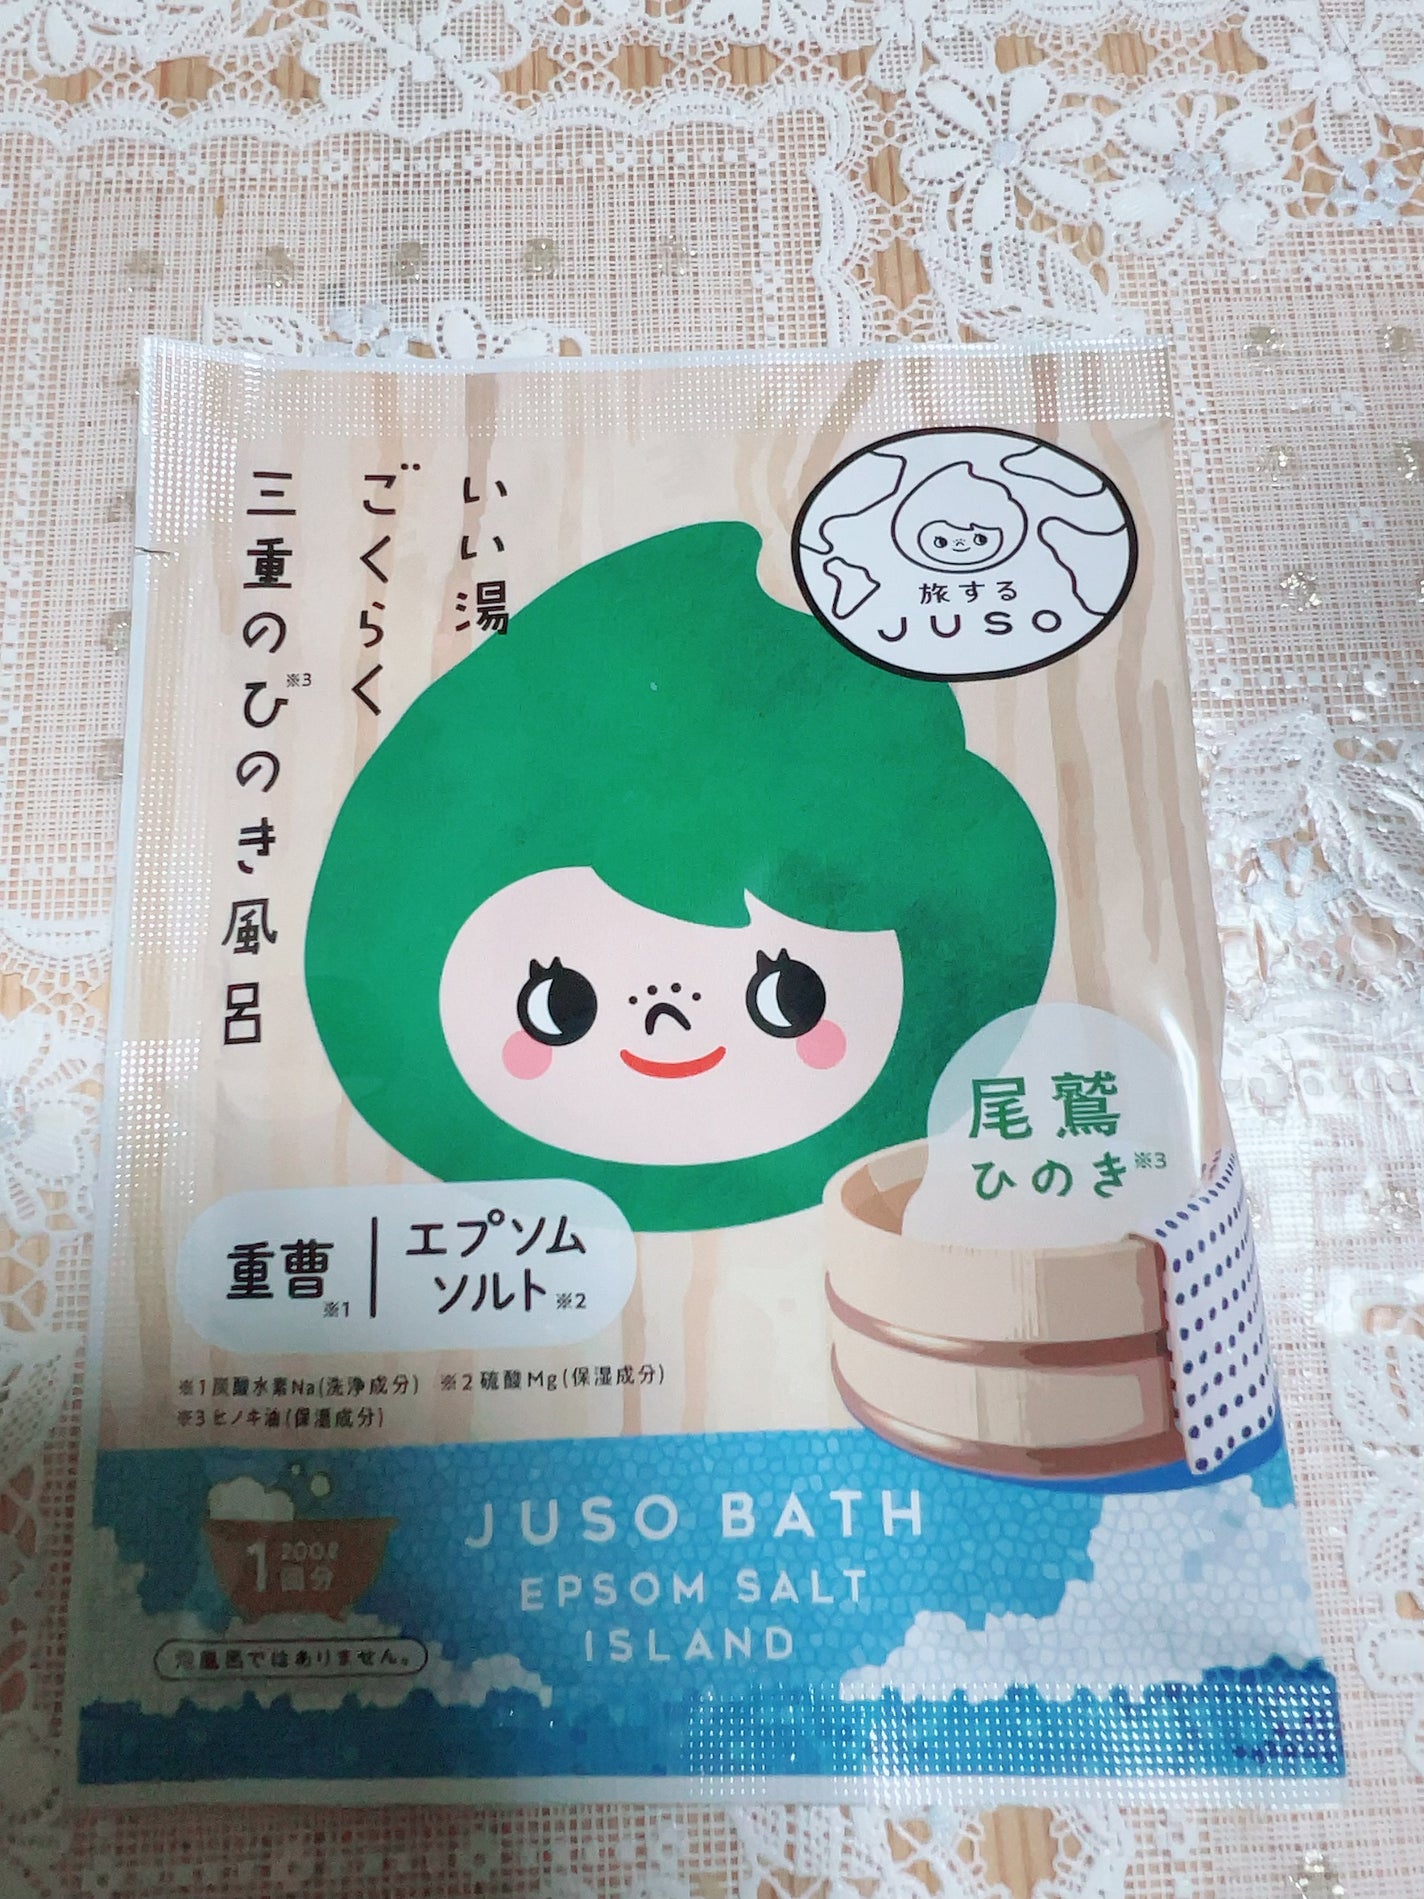 いい湯
ごくらく
三重のひのき風呂
※3
旅する
JUSO
尾鷲
ひのき※3
重曹※1
エプソム
ソルト※2
※1炭酸水素Na(洗浄成分) ※2 硫酸Mg(保湿成分)
※3 ヒノキ油(保湿成分)
1 200ℓ
回分
泡風呂ではありません。
JUSO BATH
EPSOM SALT
ISLAND